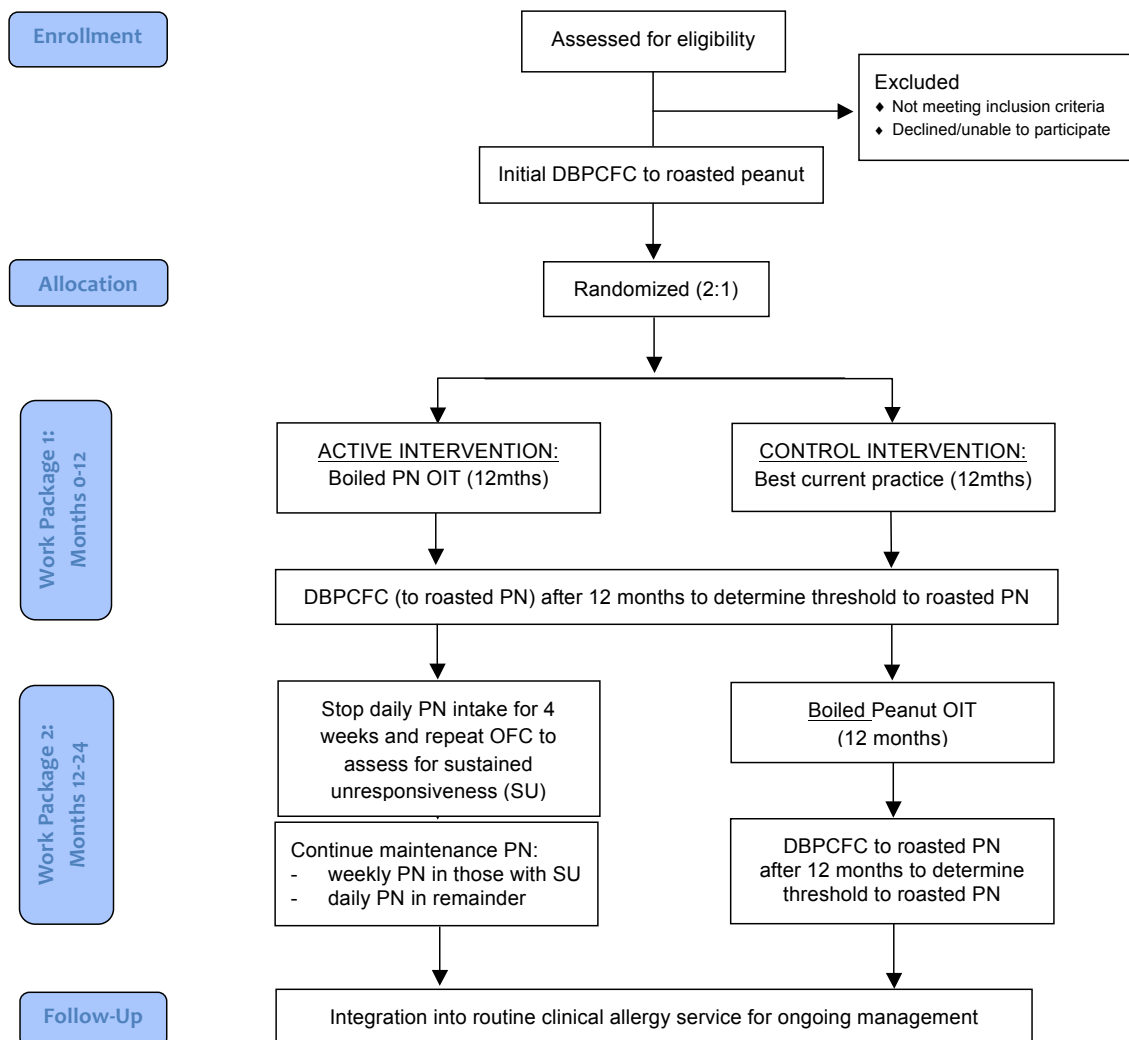 Enrollment
Assessed for eligibility
Excluded
♦ Not meeting inclusion criteria
♦ Declined/unable to participate
Initial DBPCFC to roasted peanut
Allocation
Randomized (2:1)
Work Package 1:
Months 0-12
ACTIVE INTERVENTION:
Boiled PN OIT (12mths)
CONTROL INTERVENTION:
Best current practice (12mths)
DBPCFC (to roasted PN) after 12 months to determine threshold to roasted PN
Work Package 2:
Months 12-24
Stop daily PN intake for 4
weeks and repeat OFC to
assess for sustained
unresponsiveness (SU)
Boiled Peanut OIT
(12 months)
Continue maintenance PN:
- weekly PN in those with SU
- daily PN in remainder
DBPCFC to roasted PN
after 12 months to determine
threshold to roasted PN
Follow-Up
Integration into routine clinical allergy service for ongoing management